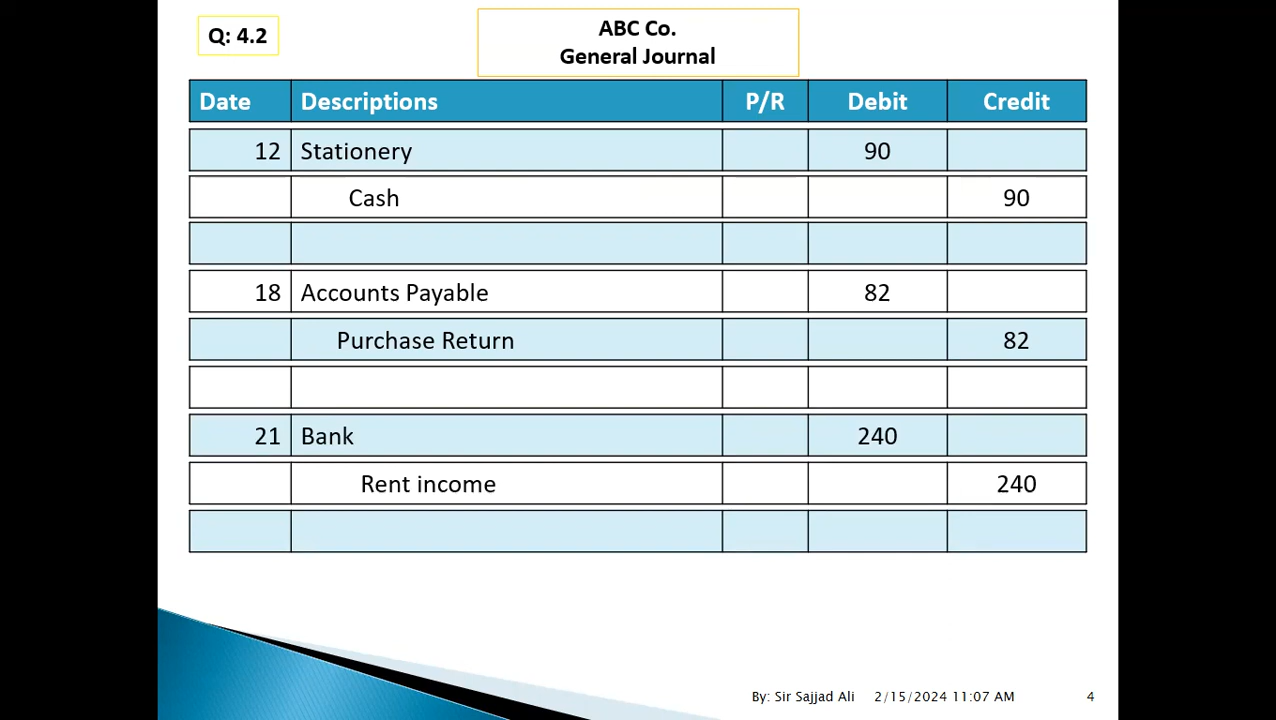 Q: 4.2
ABC Co.
General Journal
Date Descriptions P/R Debit Credit
12 Stationery 90
Cash 90
18 Accounts Payable 82
Purchase Return 82
21 Bank 240
Rent income 240
By: Sir Sajjad Ali 2/15/2024 11:07 AM 4